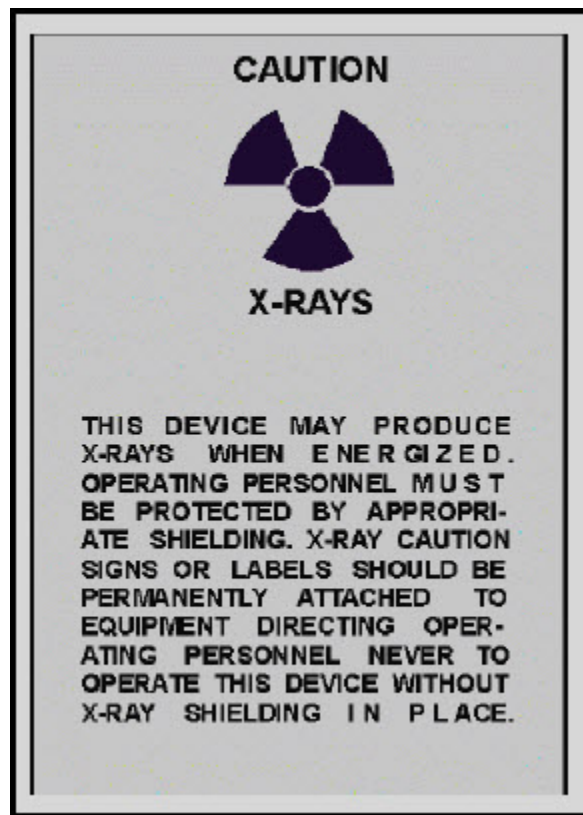 CAUTION
X-RAYS
THIS DEVICE MAY PRODUCE
X-RAYS WHEN ENERGIZED.
OPERATING PERSONNEL MUST
BE PROTECTED BY APPROPRI-
ATE SHIELDING. X-RAY CAUTION
SIGNS OR LABELS SHOULD BE
PERMANENTLY ATTACHED TO
EQUIPMENT DIRECTING OPER-
ATING PERSONNEL NEVER TO
OPERATE THIS DEVICE WITHOUT
X-RAY SHIELDING IN PLACE.